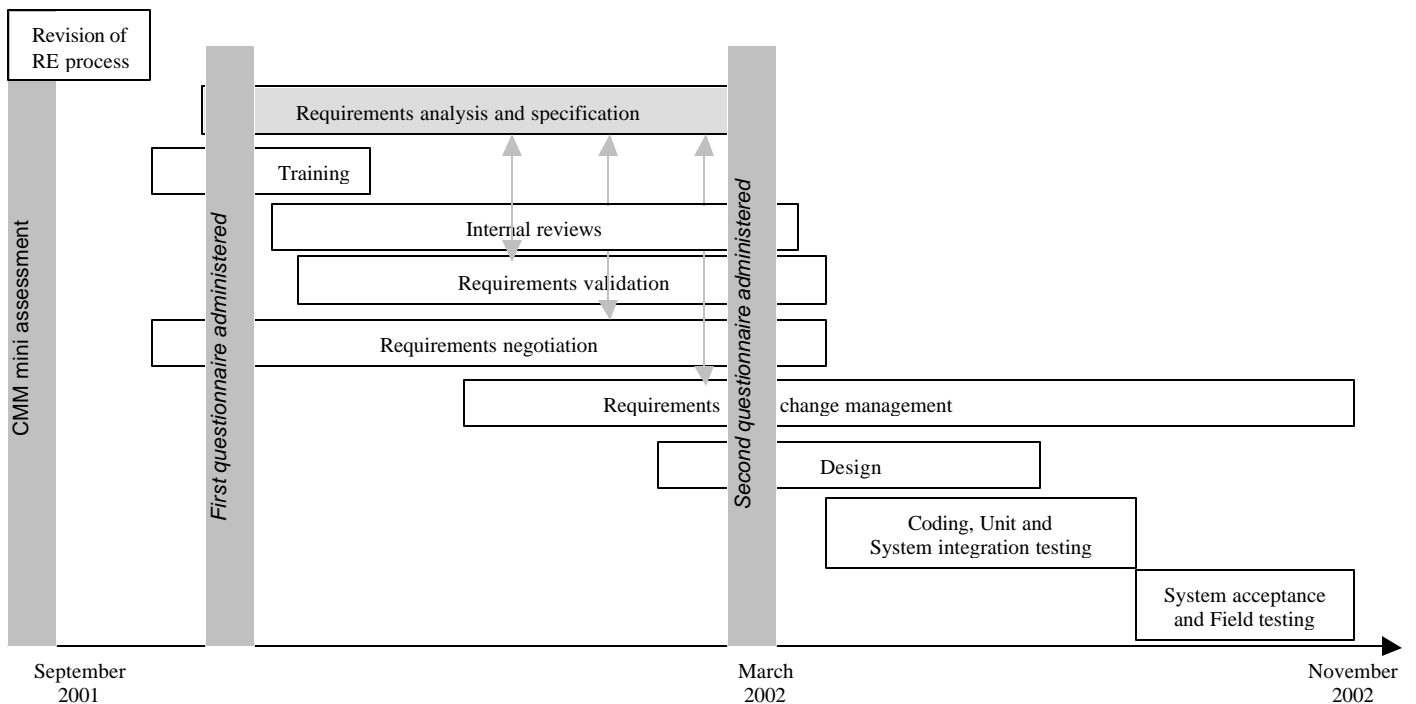 Revision of
RE process
Requirements analysis and specification
Training
Internal reviews
Requirements validation
Requirements negotiation
Requirements change management
Design
Coding, Unit and
System integration testing
System acceptance
and Field testing
CMM mini assessment
First questionnaire administered
Second questionnaire administered
September
2001
March
2002
November
2002